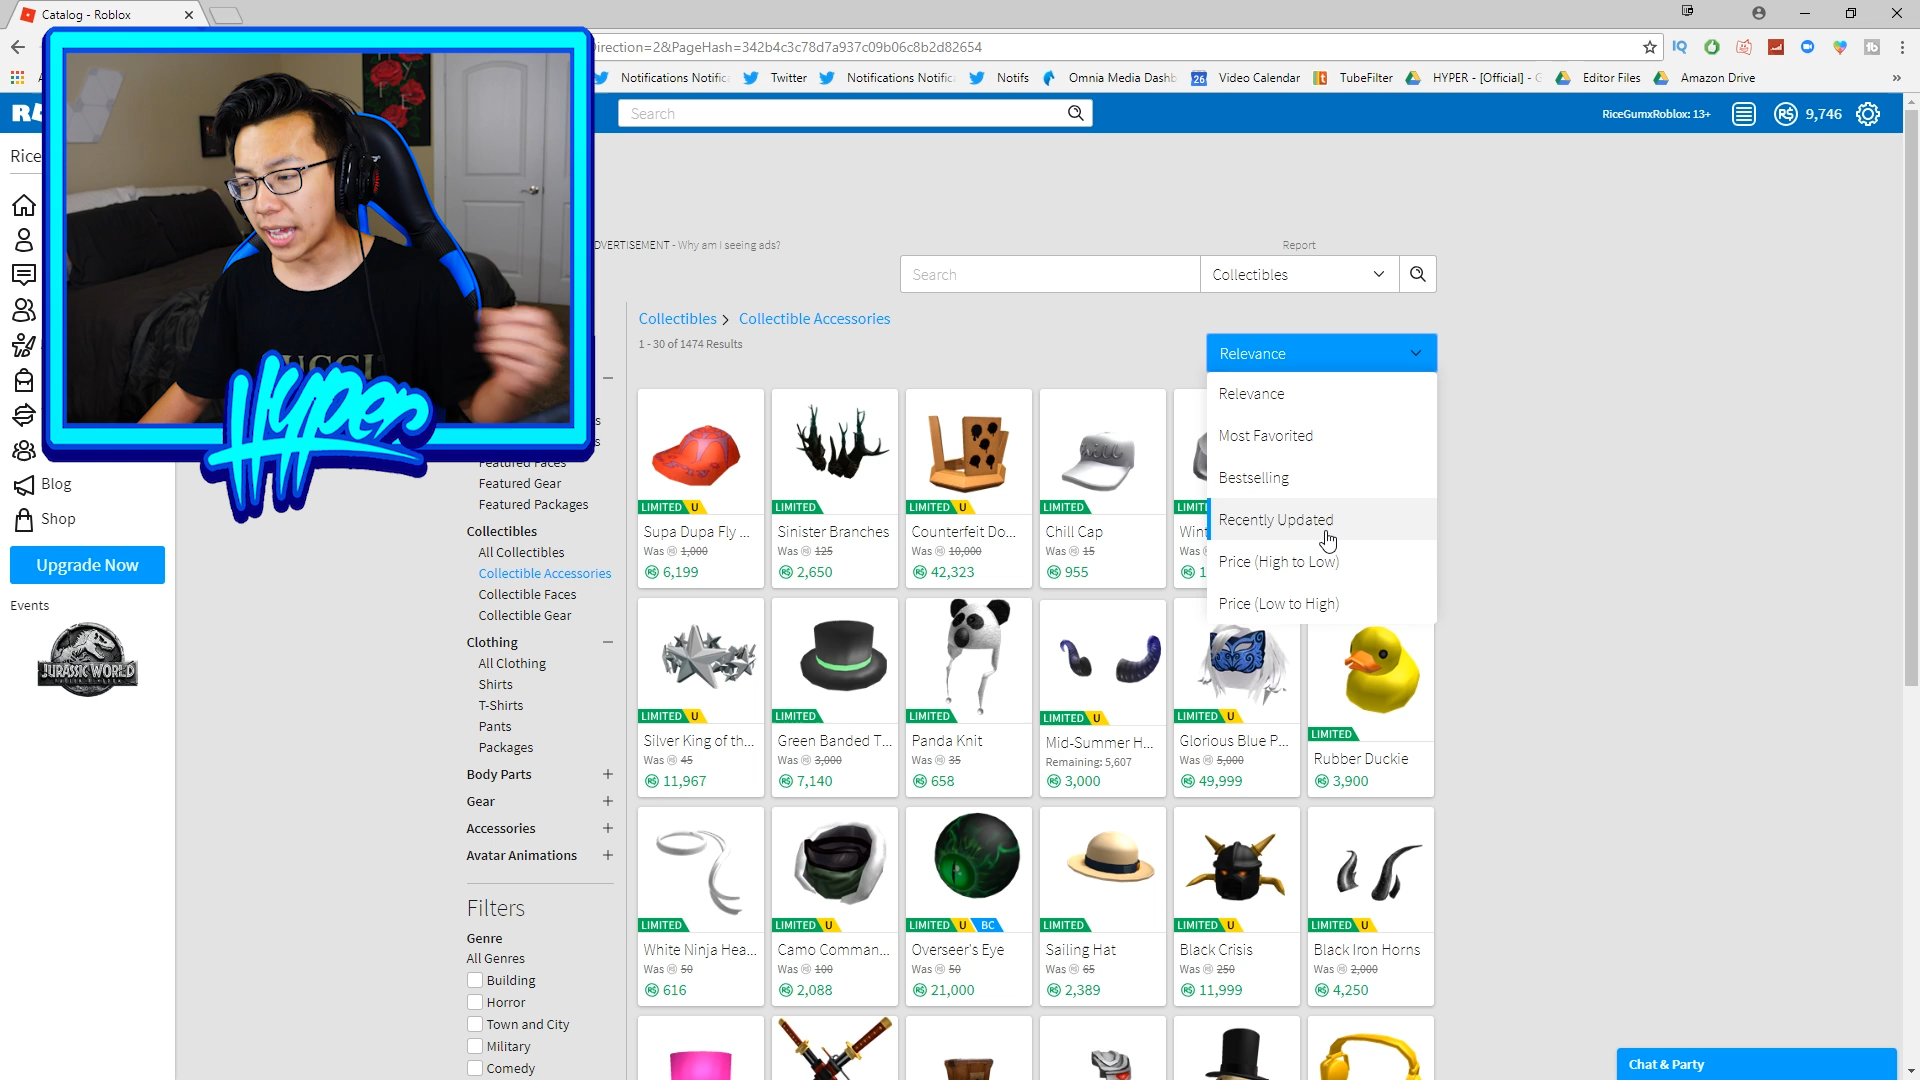 Catalog - Roblox
irection=2&PageHash=342b4c3c78d7a937c09b06c8b2d82654
Notifications Notific
Twitter
Notifications Notific
Notifs
Omnia Media Dashb
26
Video Calendar
TubeFilter
HYPER - [Official] - G
Editor Files
Amazon Drive
Search
RiceGumxRoblox: 13+
9,746
Rice
DVERTISEMENT - Why am I seeing ads?
Report
Search
Collectibles
Collectibles > Collectible Accessories
1 - 30 of 1474 Results
Relevance
Relevance
Most Favorited
Bestselling
Recently Updated
Price (High to Low)
Price (Low to High)
GUCCI
Hyper
Blog
Shop
Upgrade Now
Events
JURASSIC WORLD
Featured Faces
Featured Gear
Featured Packages
Collectibles
All Collectibles
Collectible Accessories
Collectible Faces
Collectible Gear
Clothing
All Clothing
Shirts
T-Shirts
Pants
Packages
Body Parts
Gear
Accessories
Avatar Animations
Filters
Genre
All Genres
Building
Horror
Town and City
Military
Comedy
LIMITED U
Supa Dupa Fly ...
Was R$ 1,000
R$ 6,199
LIMITED
Sinister Branches
Was R$ 125
R$ 2,650
LIMITED U
Counterfeit Do...
Was R$ 10,000
R$ 42,323
LIMITED
Chill Cap
Was R$ 15
R$ 955
LIMITED
Wint
Was R$
R$ 1
LIMITED U
Silver King of th...
Was R$ 45
R$ 11,967
LIMITED
Green Banded T...
Was R$ 3,000
R$ 7,140
LIMITED
Panda Knit
Was R$ 35
R$ 658
LIMITED U
Mid-Summer H...
Remaining: 5,607
R$ 3,000
LIMITED U
Glorious Blue P...
Was R$ 5,000
R$ 49,999
LIMITED
Rubber Duckie
R$ 3,900
LIMITED
White Ninja Hea...
Was R$ 50
R$ 616
LIMITED U
Camo Comman...
Was R$ 100
R$ 2,088
LIMITED U BC
Overseer's Eye
Was R$ 50
R$ 21,000
LIMITED
Sailing Hat
Was R$ 65
R$ 2,389
LIMITED U
Black Crisis
Was R$ 250
R$ 11,999
LIMITED U
Black Iron Horns
Was R$ 2,000
R$ 4,250
Chat & Party